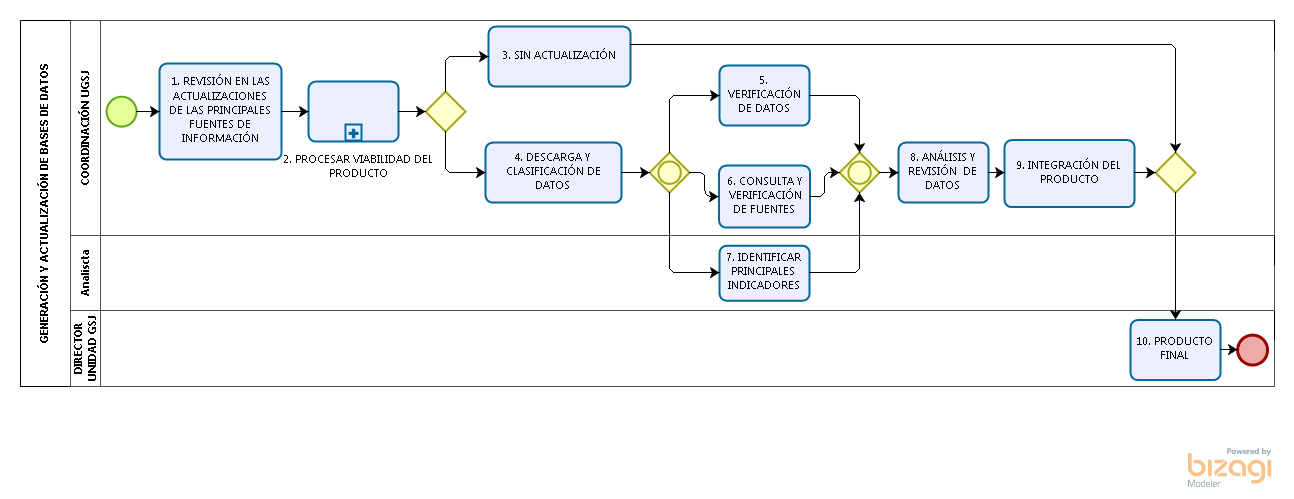 GENERACIÓN Y ACTUALIZACIÓN DE BASES DE DATOS
COORDINACIÓN UGSJ
1. REVISIÓN EN LAS
ACTUALIZACIONES
DE LAS PRINCIPALES
FUENTES DE
INFORMACIÓN
2. PROCESAR VIABILIDAD DEL
PRODUCTO
3. SIN ACTUALIZACIÓN
4. DESCARGA Y
CLASIFICACIÓN DE
DATOS
5.
VERIFICACIÓN
DE DATOS
6. CONSULTA Y
VERIFICACIÓN
DE FUENTES
8. ANÁLISIS Y
REVISIÓN DE
DATOS
9. INTEGRACIÓN DEL
PRODUCTO
Analiscta
7. IDENTIFICAR
PRINCIPALES
INDICADORES
DIRECTOR
UNIDAD GSJ
10. PRODUCTO
FINAL
Powered by
bizagi
Modeler